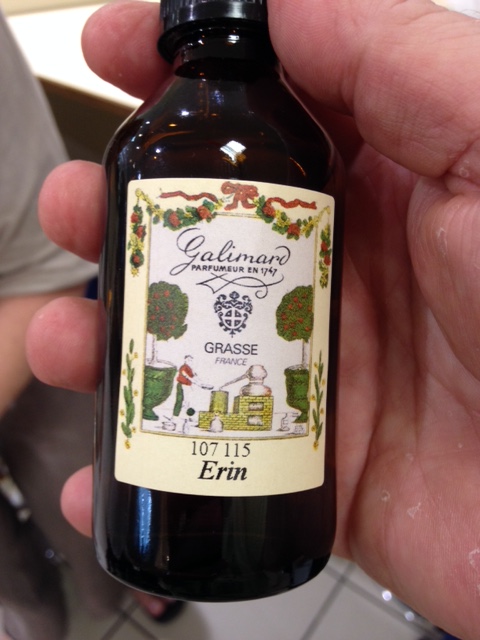 Galimard
PARFUMEUR EN 1747
GRASSE
FRANCE
107 115
Erin